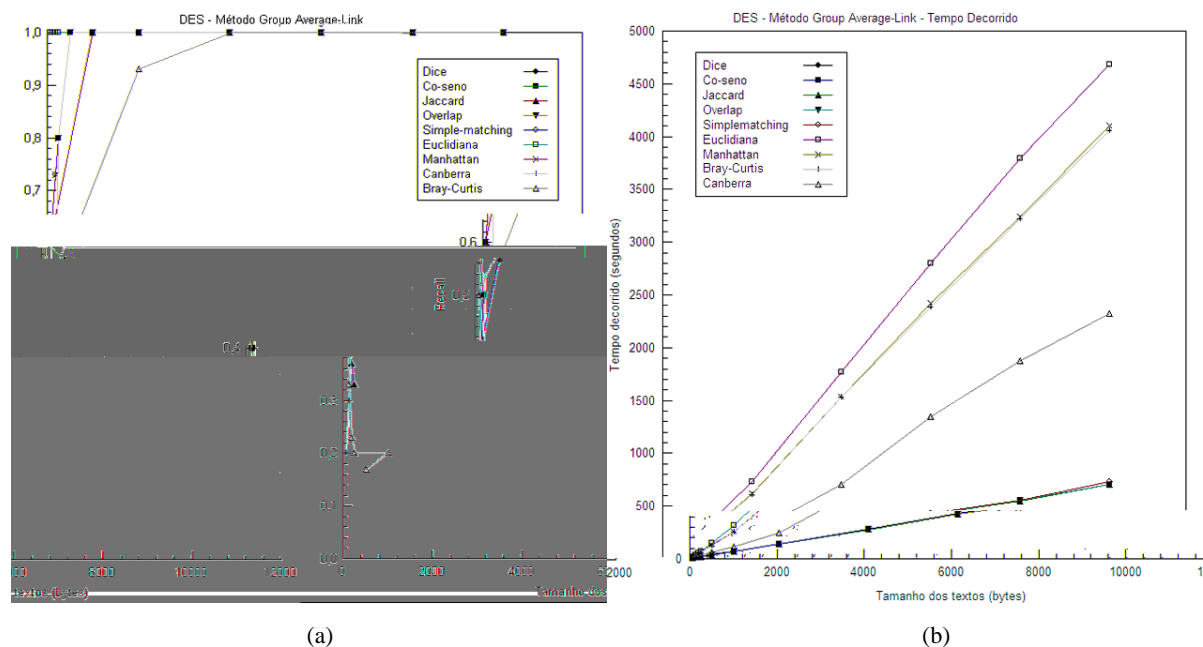 DES - Método Group Average-Link
1,0
0,9
0,8
0,7
Dice
Co-seno
Jaccard
Overlap
Simple-matching
Euclidiana
Manhattan
Canberra
Bray-Curtis
0,6
Recall
0,4
0,3
0,2
0,1
0,0
8000
10000
12000
0
2000
4000
textos (bytes)
Tamanho dos
(a)
DES - Método Group Average-Link - Tempo Decorrido
5000
4500
4000
3500
3000
2500
2000
1500
1000
500
0
Tempo decorrido (segundos)
Dice
Co-seno
Jaccard
Overlap
Simplematching
Euclidiana
Manhattan
Bray-Curtis
Canberra
0
2000
4000
6000
8000
10000
Tamanho dos textos (bytes)
(b)